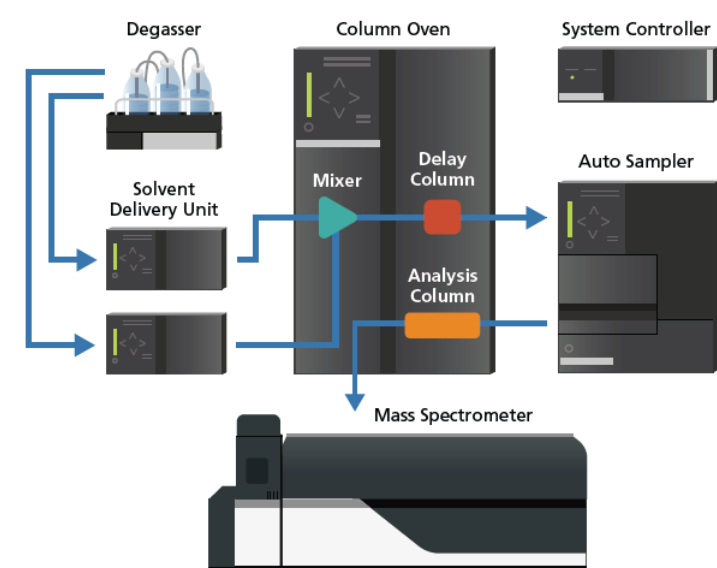 Degasser
Column Oven
System Controller
Solvent
Delivery Unit
Mixer
Delay
Column
Auto Sampler
Analysis
Column
Mass Spectrometer